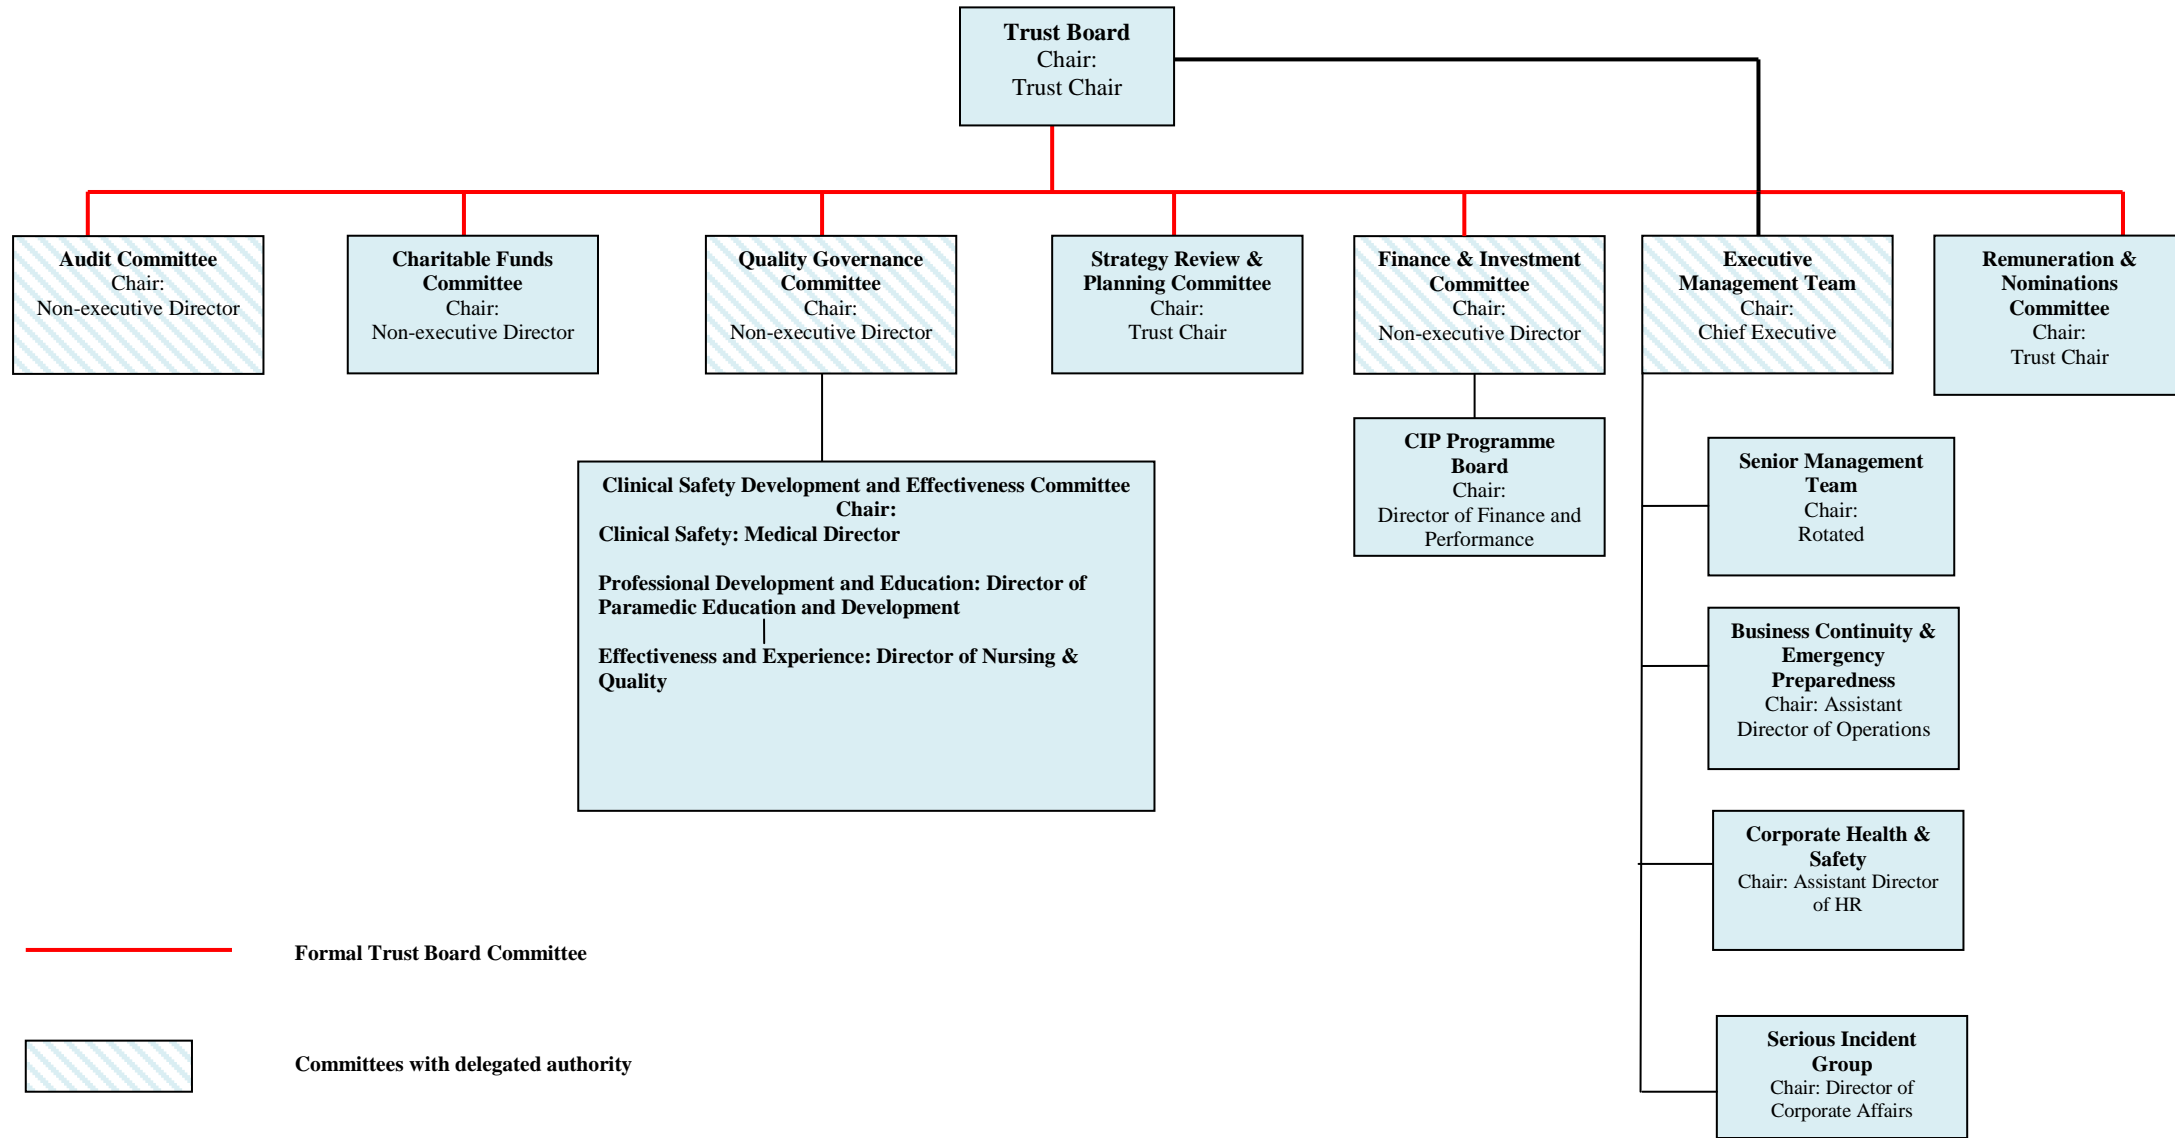 Trust Board
Chair:
Trust Chair
Audit Committee
Chair:
Non-executive Director
Charitable Funds
Committee
Chair:
Non-executive Director
Quality Governance
Committee
Chair:
Non-executive Director
Strategy Review &
Planning Committee
Chair:
Trust Chair
Finance & Investment
Committee
Chair:
Non-executive Director
Executive
Management Team
Chair:
Chief Executive
Remuneration &
Nominations
Committee
Chair:
Trust Chair
Clinical Safety Development and Effectiveness Committee
Chair:
Clinical Safety: Medical Director
Professional Development and Education: Director of
Paramedic Education and Development
Effectiveness and Experience: Director of Nursing &
Quality
CIP Programme
Board
Chair:
Director of Finance and
Performance
Senior Management
Team
Chair:
Rotated
Business Continuity &
Emergency
Preparedness
Chair: Assistant
Director of Operations
Corporate Health &
Safety
Chair: Assistant Director
of HR
Serious Incident
Group
Chair: Director of
Corporate Affairs
Formal Trust Board Committee
Committees with delegated authority